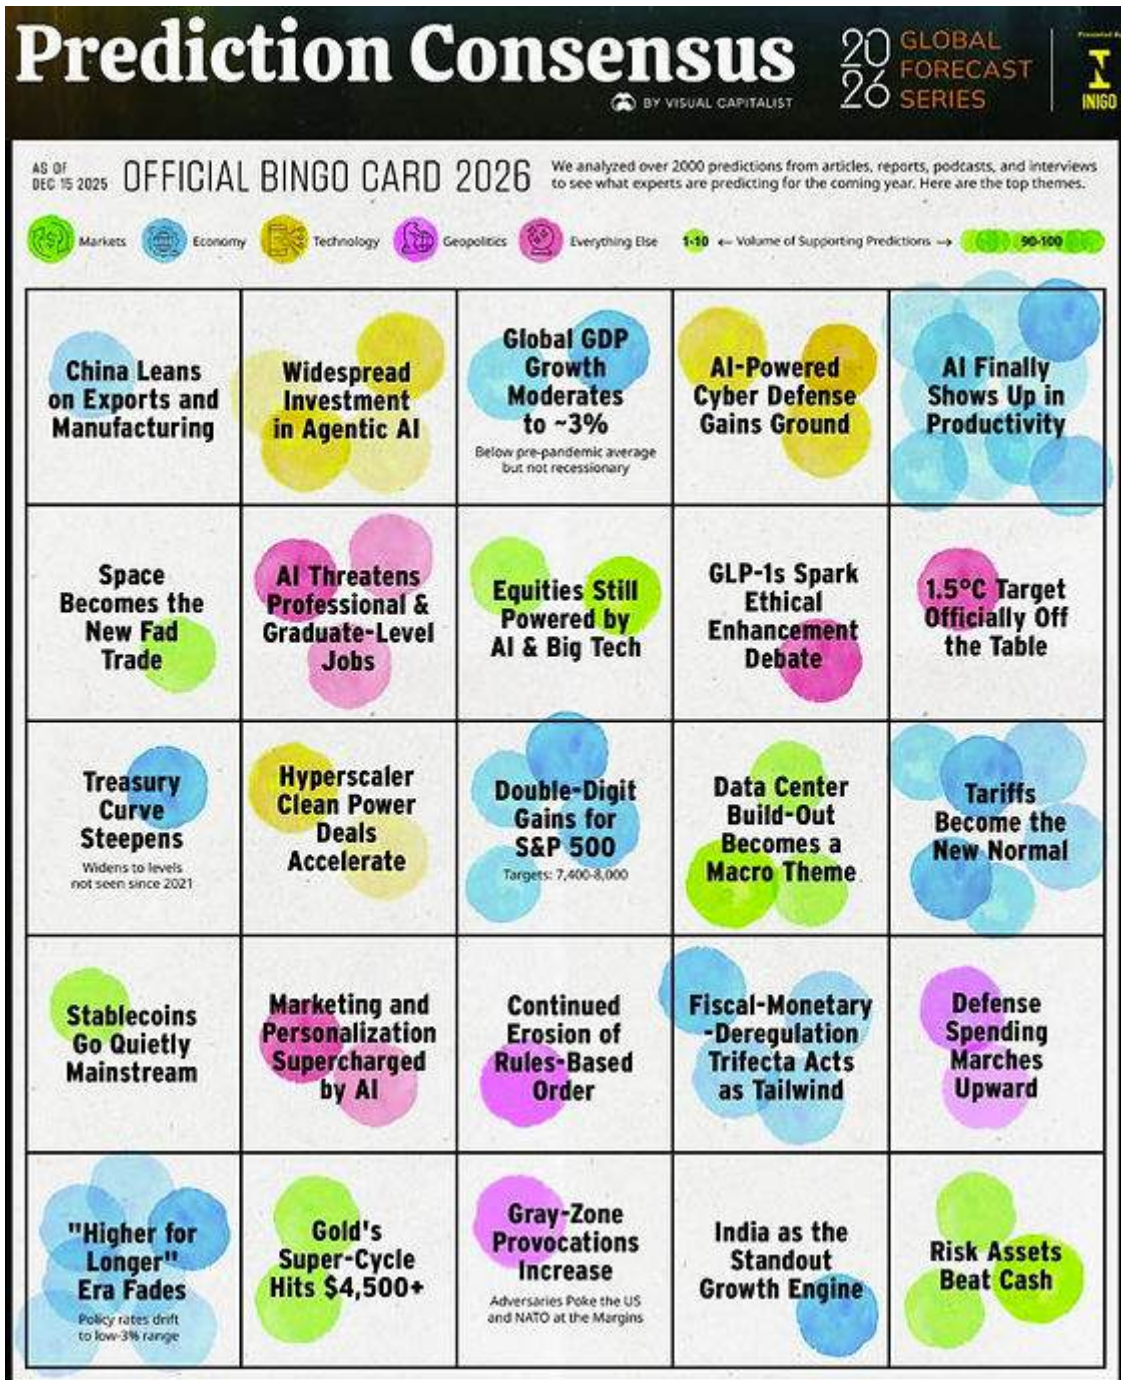 Prediction Consensus
BY VISUAL CAPITALIST
20
26
GLOBAL
FORECAST
SERIES
Presented By
INIGO
AS OF
DEC 15 2025
OFFICIAL BINGO CARD 2026
We analyzed over 2000 predictions from articles, reports, podcasts, and interviews
to see what experts are predicting for the coming year. Here are the top themes.
Markets
Economy
Technology
Geopolitics
Everything Else
1-10 ← Volume of Supporting Predictions → 90-100
China Leans
on Exports and
Manufacturing
Widespread
Investment
in Agentic AI
Global GDP
Growth
Moderates
to ~3%
Below pre-pandemic average
but not recessionary
AI-Powered
Cyber Defense
Gains Ground
AI Finally
Shows Up in
Productivity
Space
Becomes the
New Fad
Trade
AI Threatens
Professional &
Graduate-Level
Jobs
Equities Still
Powered by
AI & Big Tech
GLP-1s Spark
Ethical
Enhancement
Debate
1.5°C Target
Officially Off
the Table
Treasury
Curve
Steepens
Widens to levels
not seen since 2021
Hyperscaler
Clean Power
Deals
Accelerate
Double-Digit
Gains for
S&P 500
Targets: 7,400-8,000
Data Center
Build-Out
Becomes a
Macro Theme
Tariffs
Become the
New Normal
Stablecoins
Go Quietly
Mainstream
Marketing and
Personalization
Supercharged
by AI
Continued
Erosion of
Rules-Based
Order
Fiscal-Monetary
-Deregulation
Trifecta Acts
as Tailwind
Defense
Spending
Marches
Upward
"Higher for
Longer"
Era Fades
Policy rates drift
to low-3% range
Gold's
Super-Cycle
Hits $4,500+
Gray-Zone
Provocations
Increase
Adversaries Poke the US
and NATO at the Margins
India as the
Standout
Growth Engine
Risk Assets
Beat Cash